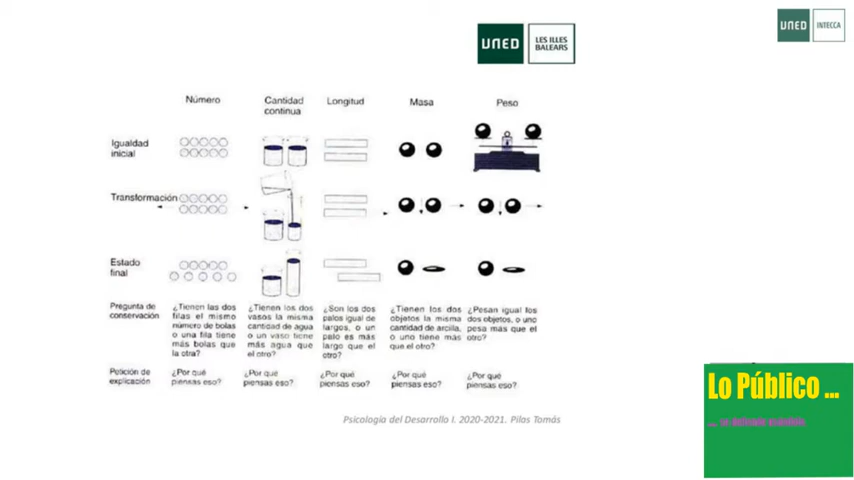 UNED
LES ILLES
BALEARS
UNED
INTECCA
Número
Cantidad
continua
Longitud
Masa
Peso
Igualdad
inicial
Transformación
Estado
final
Pregunta de
conservación
¿Tienen las dos
filas el mismo
número de bolas
o una fila tiene
más bolas que
la otra?
¿Tienen los dos
vasos la misma
cantidad de agua
o un vaso tiene
más agua que
el otro?
¿Son los dos
palos igual de
largos, o un
palo es más
largo que el
otro?
¿Tienen los dos
objetos la misma
cantidad de arcilla,
o uno tiene más
que el otro?
¿Pesan igual los
dos objetos, o uno
pesa más que el
otro?
Petición de
explicación
¿Por qué
piensas eso?
¿Por qué
piensas eso?
¿Por qué
piensas eso?
¿Por qué
piensas eso?
¿Por qué
piensas eso?
Psicología del Desarrollo I. 2020-2021. Pilas Tomás
Lo Público ...